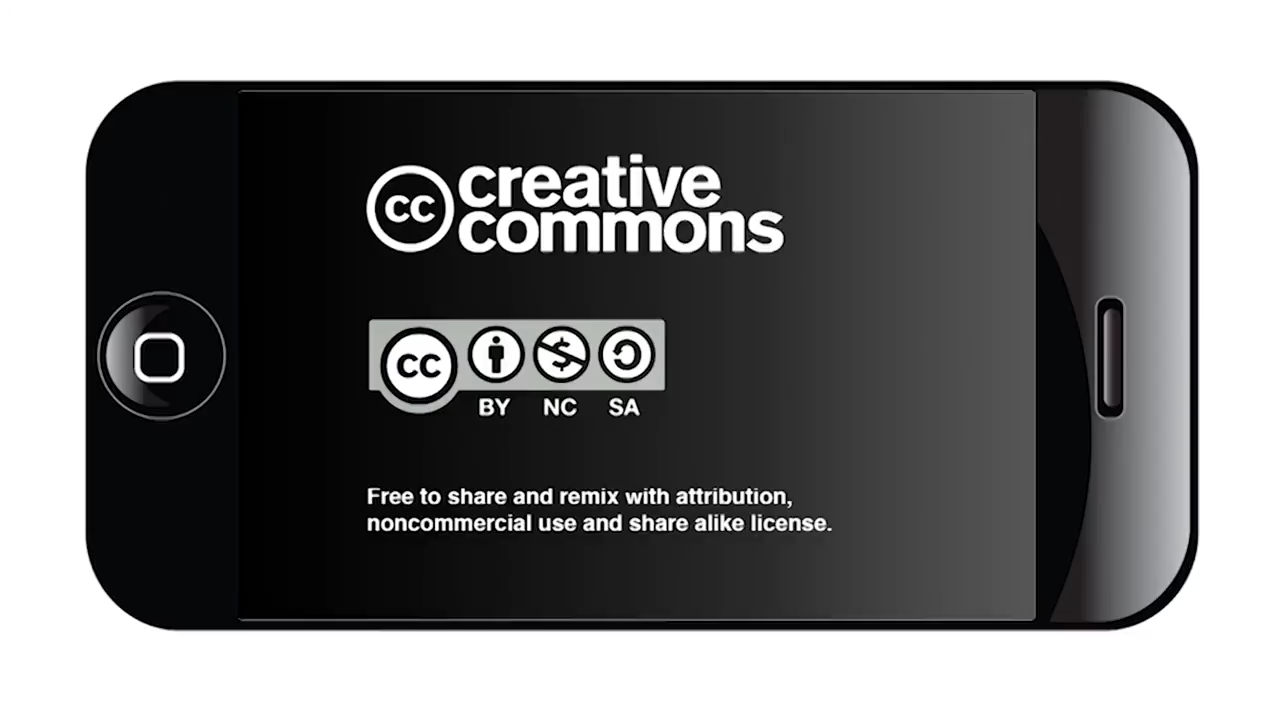 cc creative
commons
cc
BY NC SA
Free to share and remix with attribution,
noncommercial use and share alike license.